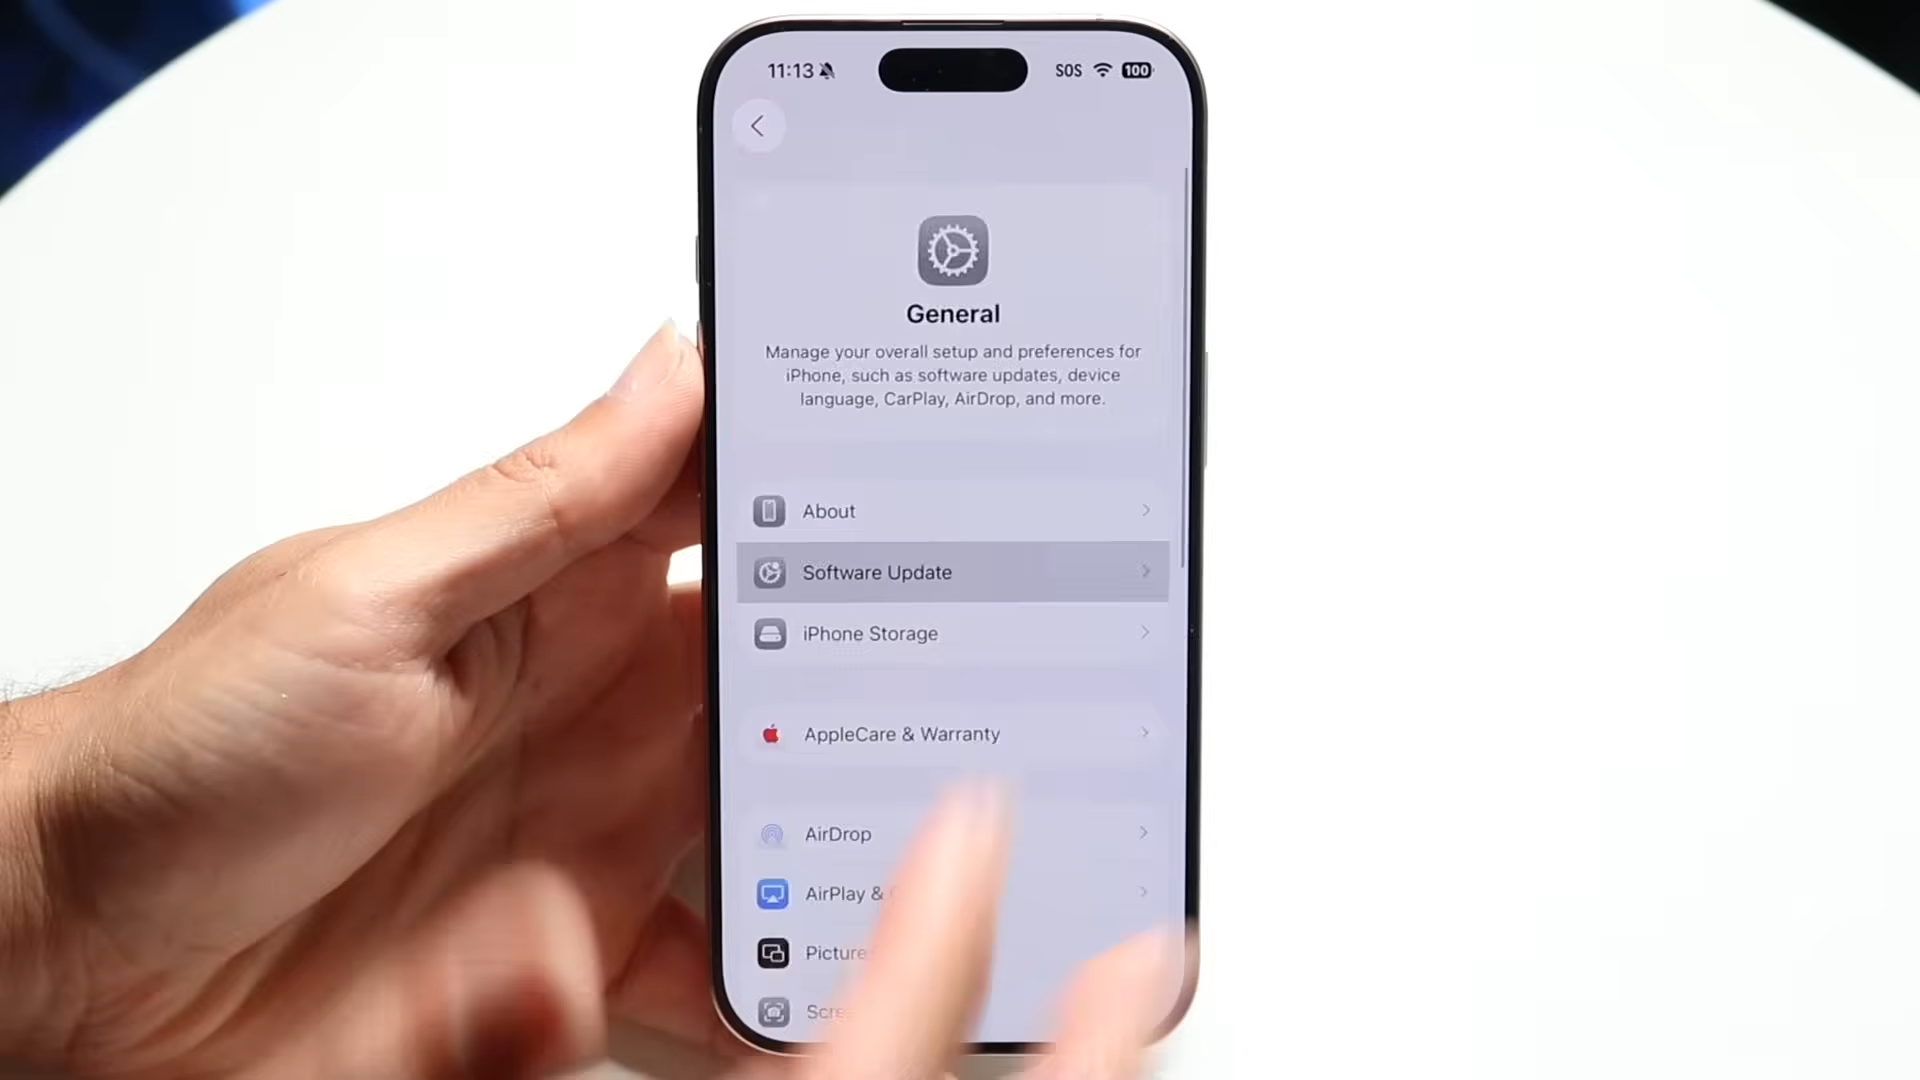 11:13
SOS
100
General
Manage your overall setup and preferences for
iPhone, such as software updates, device
language, CarPlay, AirDrop, and more.
About
Software Update
iPhone Storage
AppleCare & Warranty
AirDrop
AirPlay &
Picture